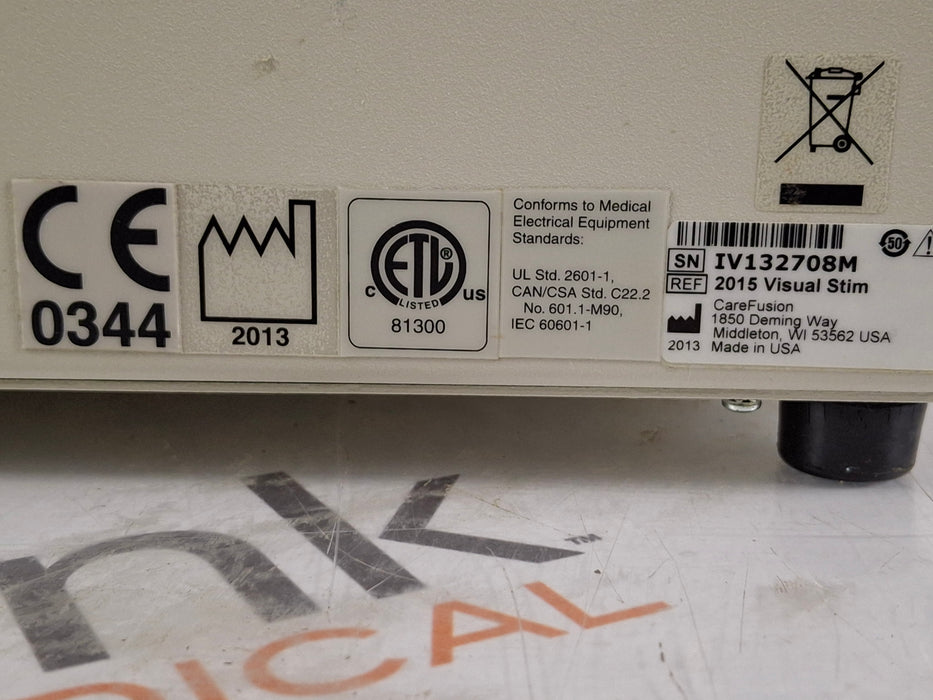 CE
0344
2013
ETL®
LISTED
C US
81300
Conforms to Medical
Electrical Equipment
Standards:
UL Std. 2601-1,
CAN/CSA Std. C22.2
No. 601.1-M90,
IEC 60601-1
SN IV132708M
REF 2015 Visual Stim
CareFusion
1850 Deming Way
Middleton, WI 53562 USA
2013 Made in USA
50
nk™
DICAL